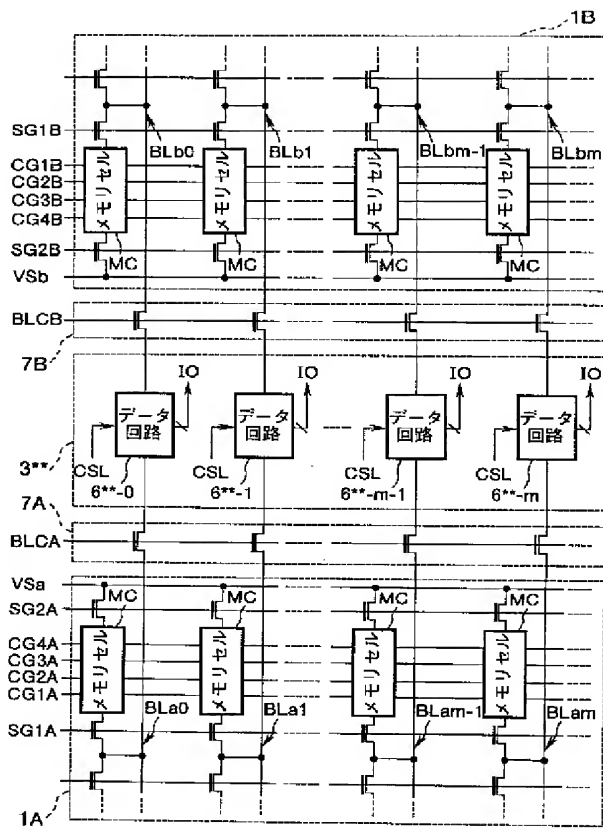 1B
SG1B
BLb0 BLb1 BLbm-1 BLbm
CG1B
CG2B
CG3B
CG4B
メモリセル メモリセル メモリセル メモリセル
SG2B
MC MC MC MC
VSb
BLCB
7B
IO IO IO IO
データ回路 データ回路 データ回路 データ回路
CSL CSL CSL CSL
3**
6**-0 6**-1 6**-m-1 6**-m
7A
BLCA
VSa
MC MC MC MC
SG2A
CG4A
CG3A
CG2A
CG1A
メモリセル メモリセル メモリセル メモリセル
BLa0 BLa1 BLam-1 BLam
SG1A
1A